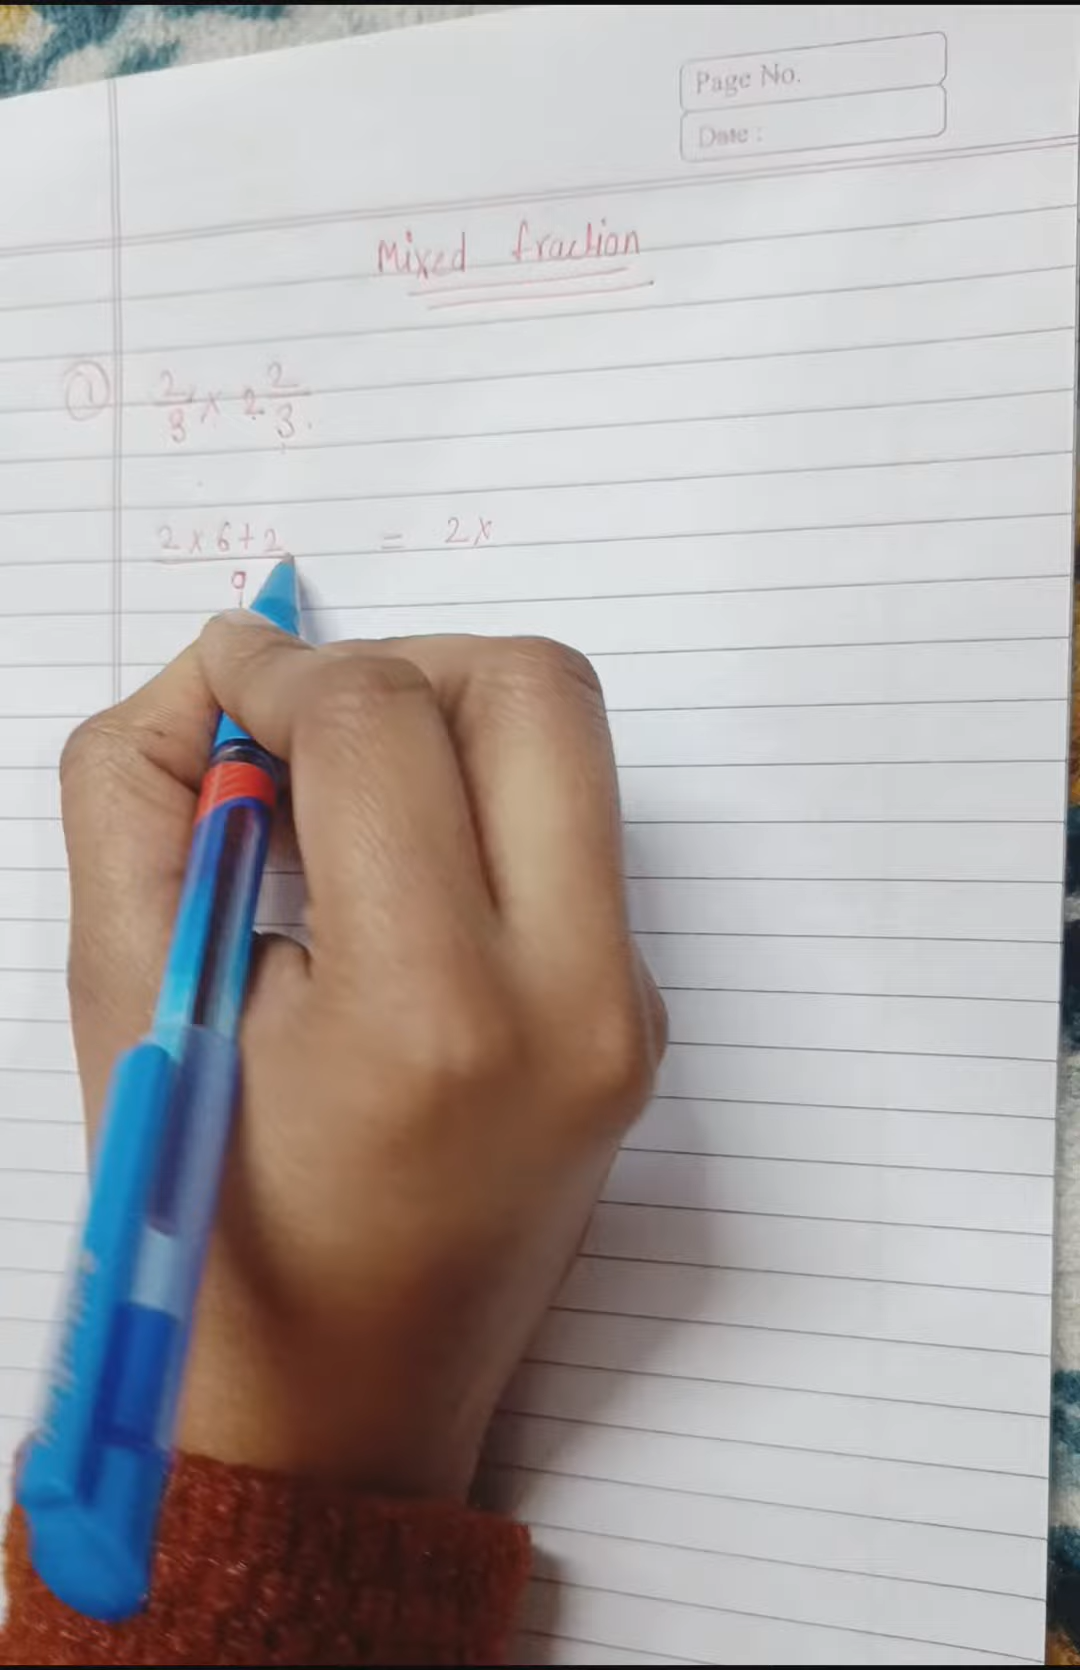 Page No.
Date :
Mixed fraction
1 2/3 x 2 2/3.
2 x 6 + 2 / 9 = 2 x